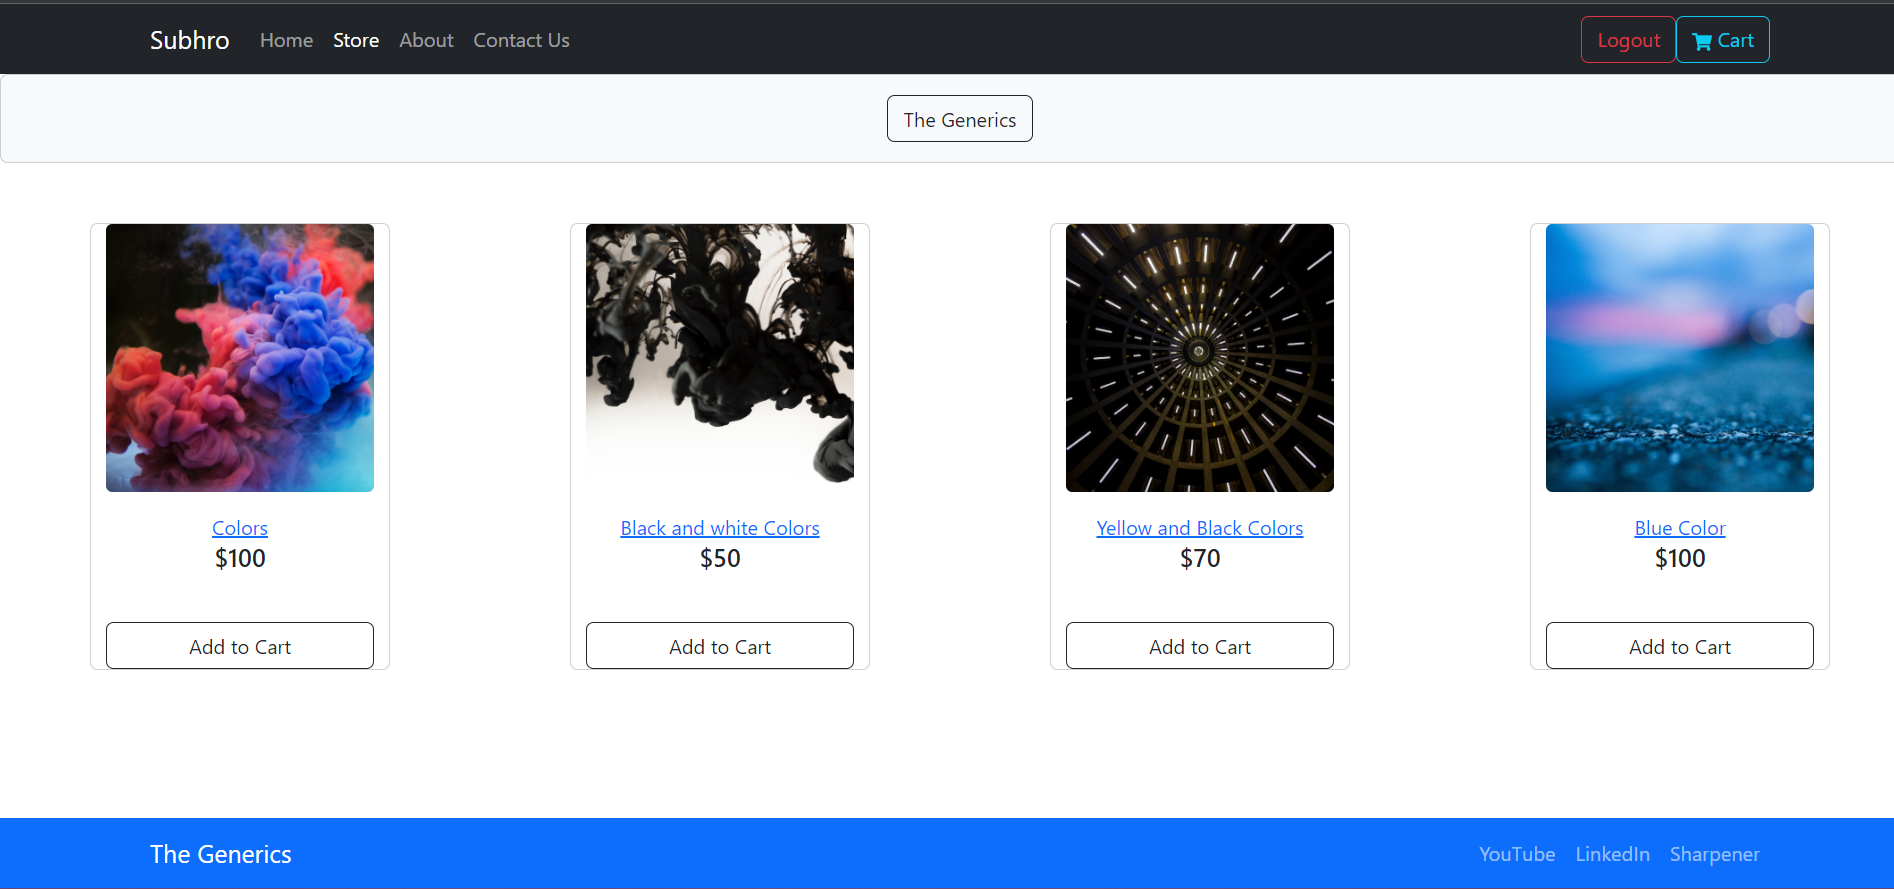 Subhro Home Store About Contact Us Logout Cart
The Generics
Colors
$100
Add to Cart
Black and white Colors
$50
Add to Cart
Yellow and Black Colors
$70
Add to Cart
Blue Color
$100
Add to Cart
The Generics YouTube LinkedIn Sharpener